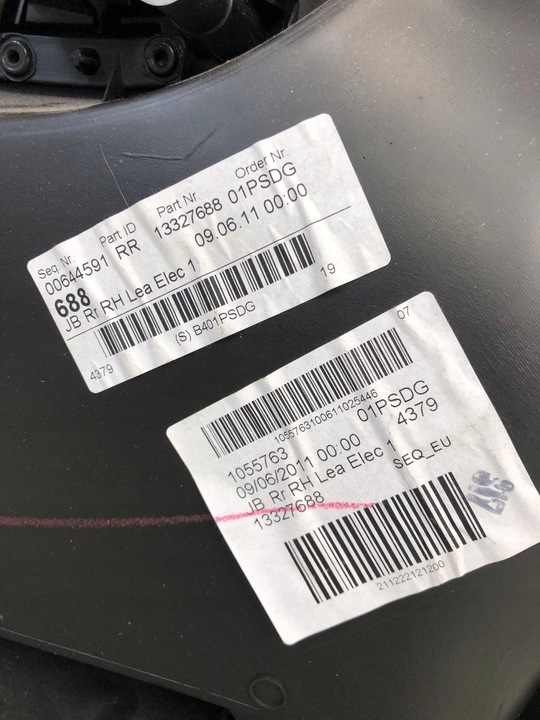 Seq. Nr. Part ID Part Nr. Order Nr.
00644591 RR 13327688 01PSDG
688 09.06.11 00:00
JB Rr RH Lea Elec 1
(S) B401PSDG
4379 19
07
1055763100611025446
1055763 01PSDG
09/06/2011 00:00 4379
JB Rr RH Lea Elec 1
13327688 SEQ_EU
211222121200